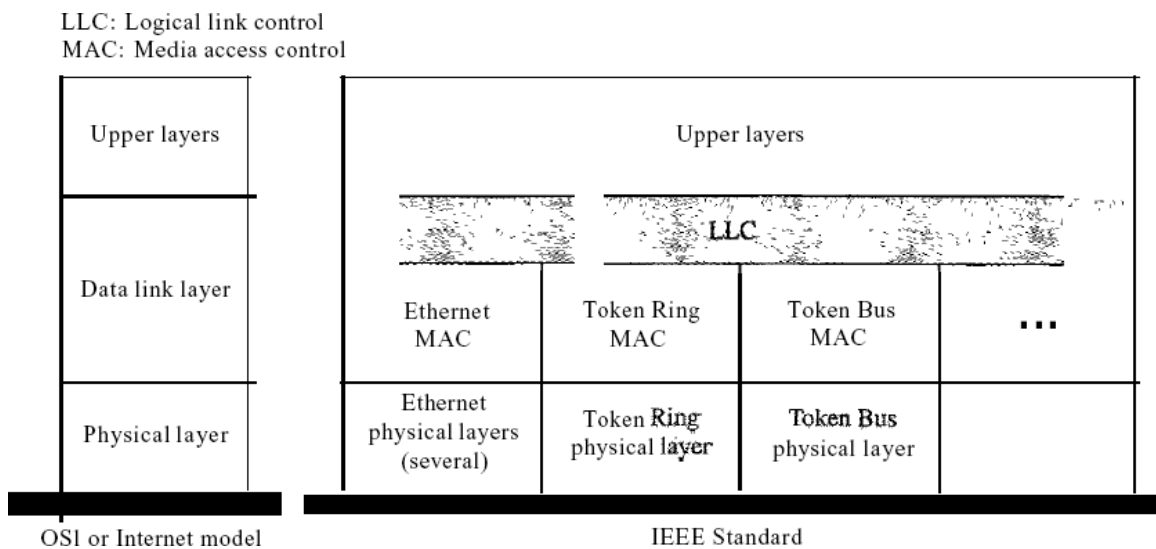 LLC: Logical link control
MAC: Media access control
Upper layers
Data link layer
Physical layer
OS1 or Internet model
Upper layers
LLC
Ethernet
MAC
Token Ring
MAC
Token Bus
MAC
...
Ethernet
physical layers
(several)
Token Ring
physical layer
Token Bus
physical layer
IEEE Standard